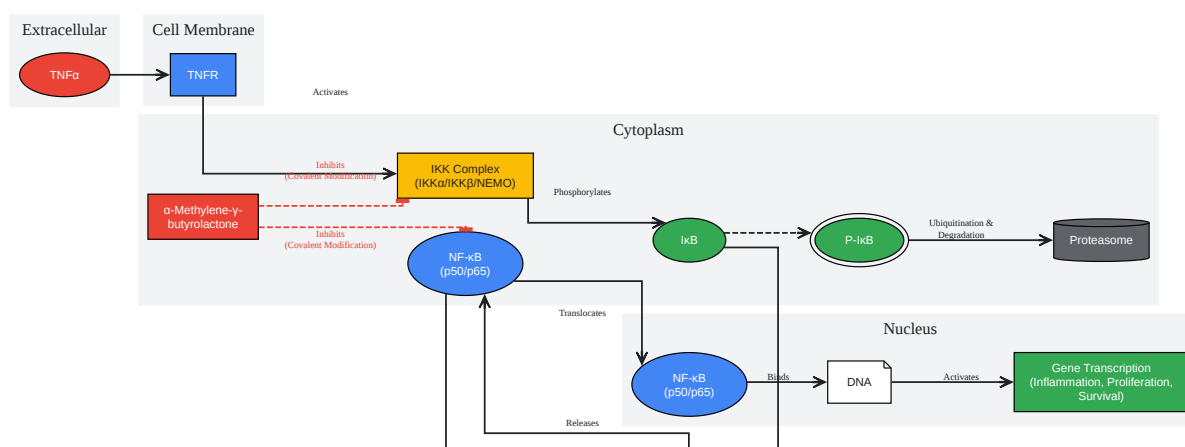 Extracellular
Cell Membrane
TNFα
TNFR
Activates
Cytoplasm
Inhibits
(Covalent Modification)
IKK Complex
(IKKα/IKKβ/NEMO)
Phosphorylates
α-Methylene-γ-
butyrolactone
Inhibits
(Covalent Modification)
IκB
P-IκB
Ubiquitination &
Degradation
Proteasome
NF-κB
(p50/p65)
Translocates
Nucleus
NF-κB
(p50/p65)
Binds
DNA
Activates
Gene Transcription
(Inflammation, Proliferation,
Survival)
Releases